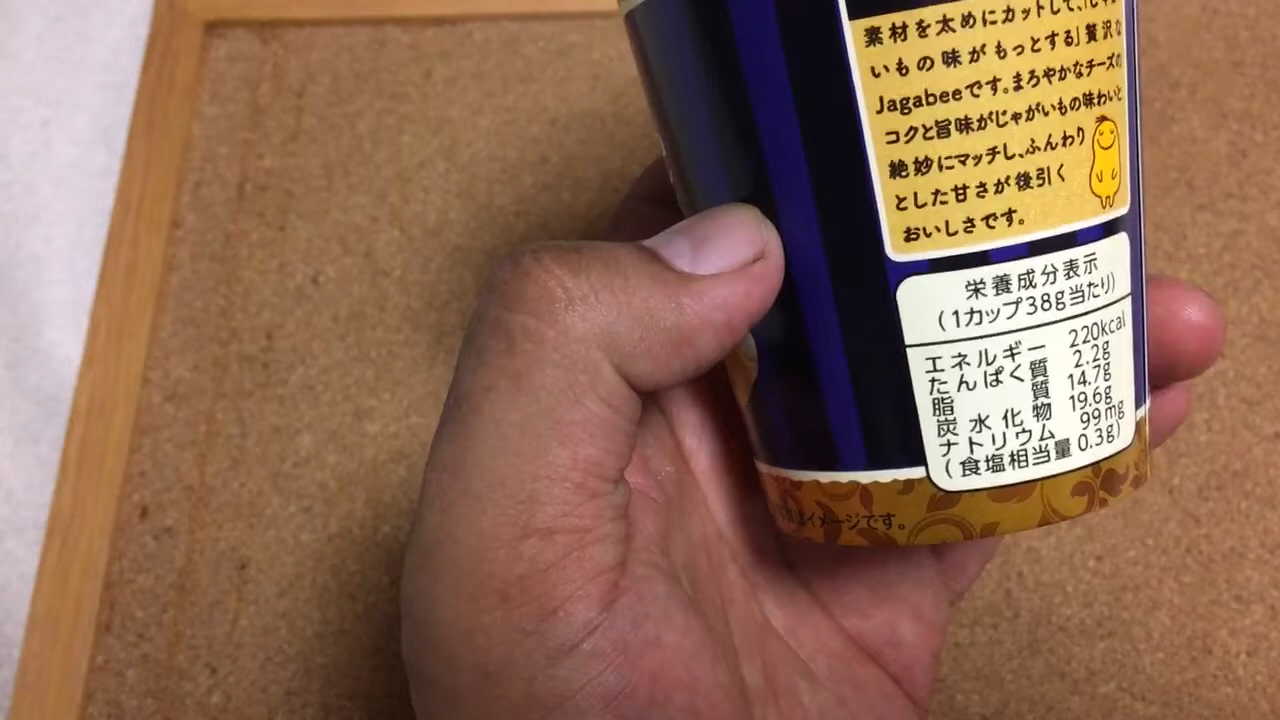 素材を太めにカットして、「じゃが
いもの味がもっとする」贅沢な
Jagabeeです。まろやかなチーズの
コクと旨味がじゃがいもの味わいと
絶妙にマッチし、ふんわり
とした甘さが後引く
おいしさです。
栄養成分表示
(1カップ38g当たり)
エネルギー 220kcal
たんぱく質 2.2g
脂質 14.7g
炭水化物 19.6g
ナトリウム 99mg
(食塩相当量 0.3g)
はイメージです。